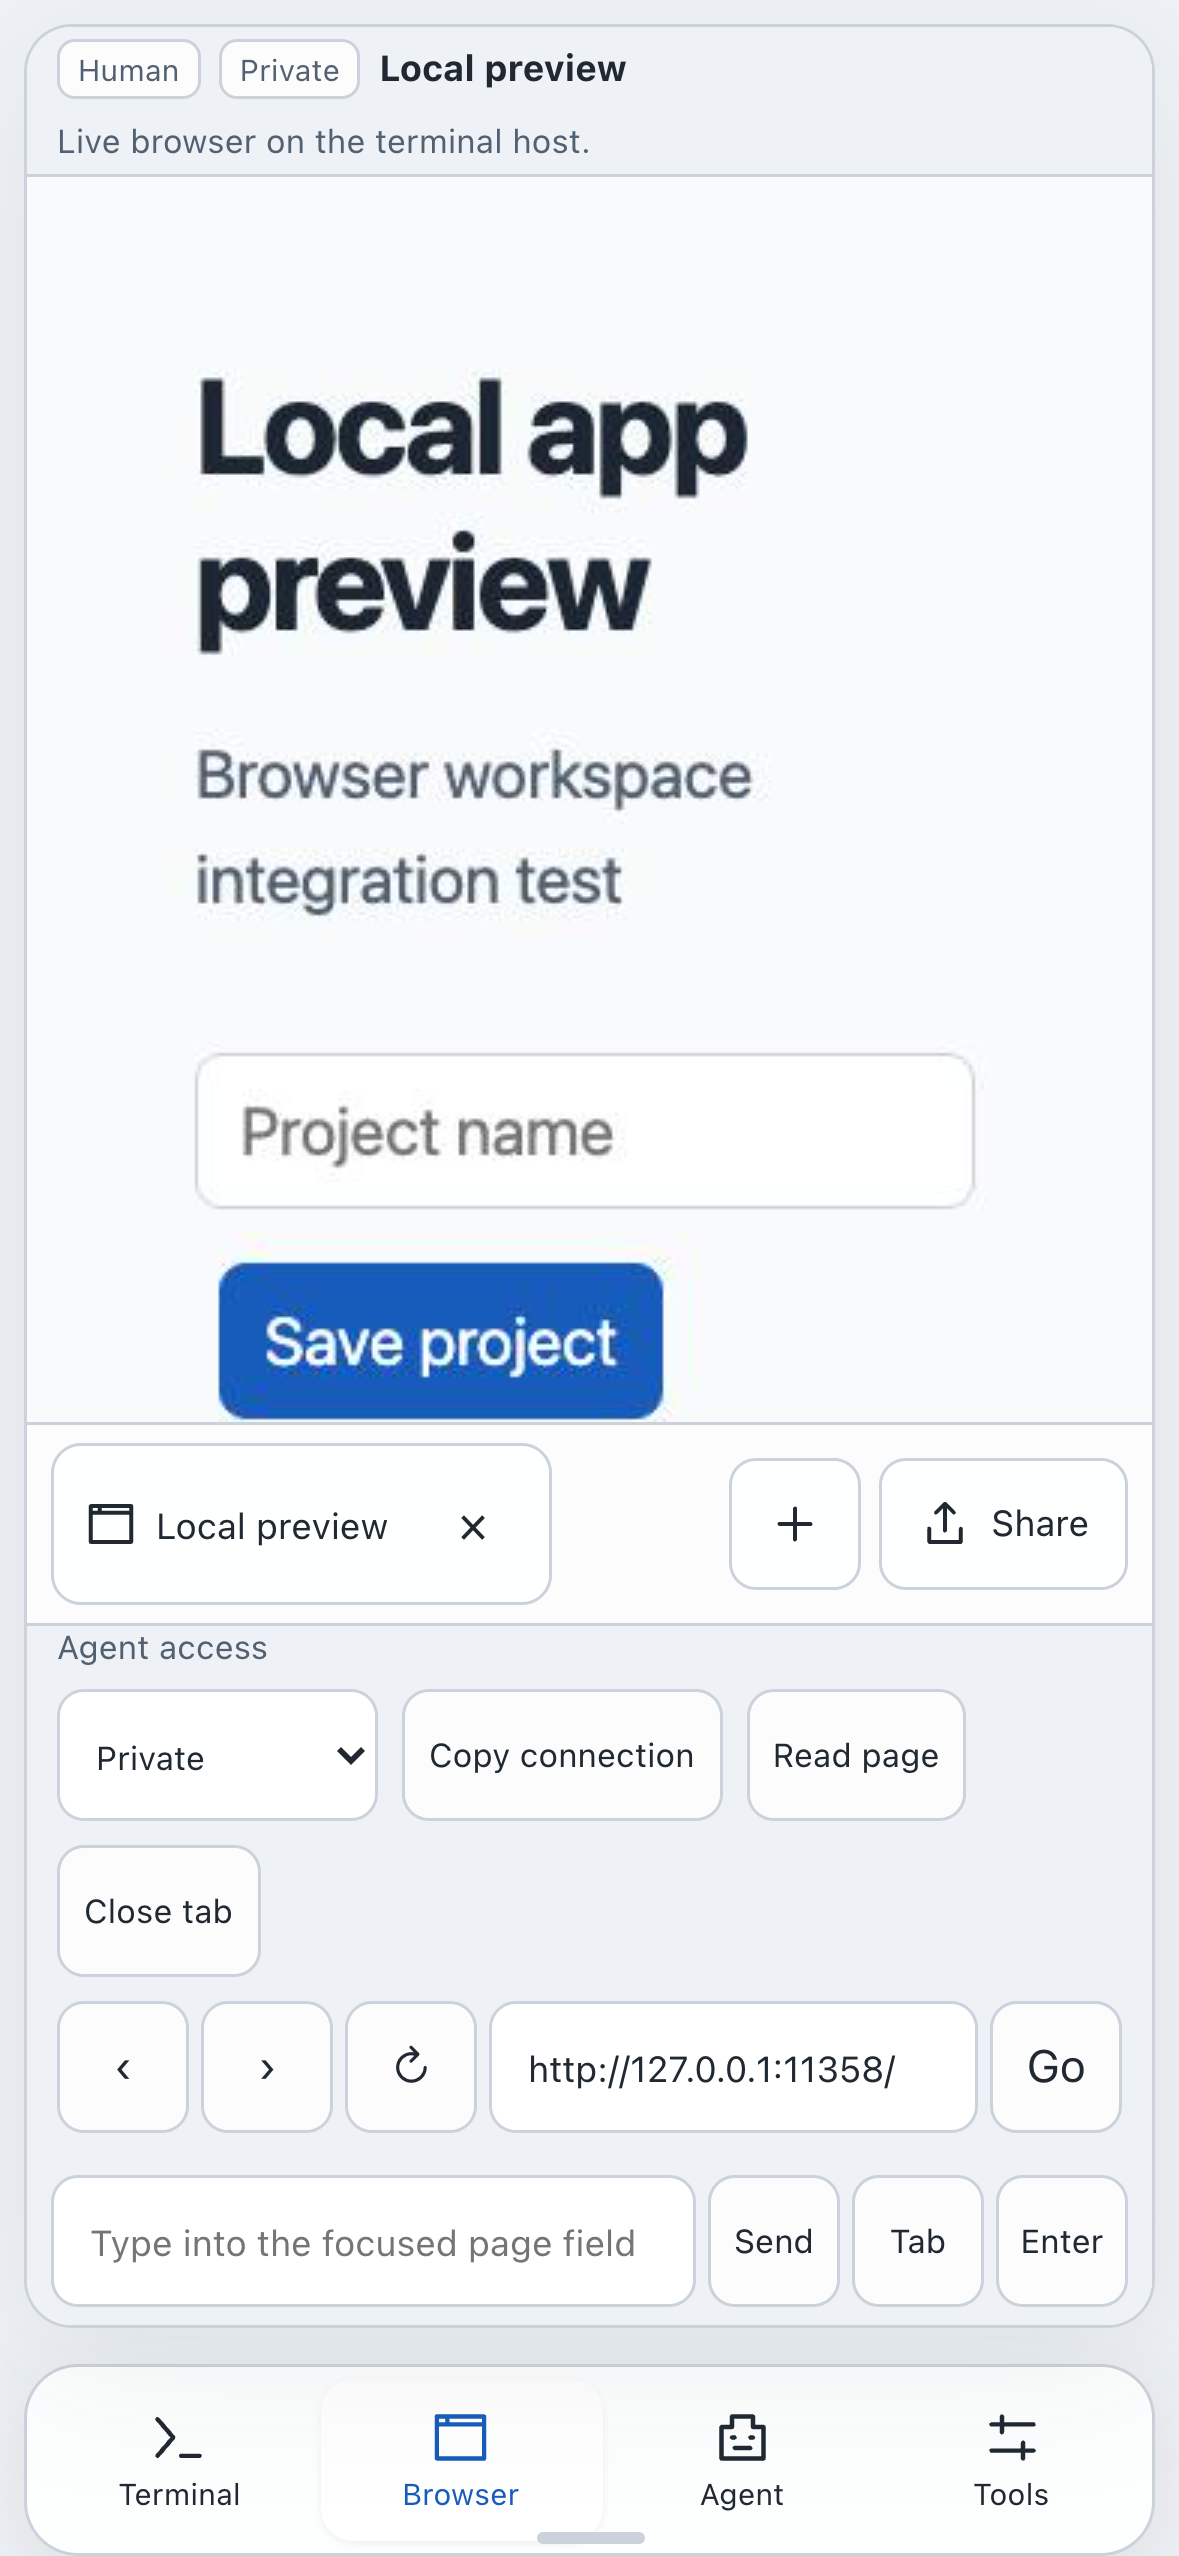 Human Private Local preview
Live browser on the terminal host.
Local app
preview
Browser workspace
integration test
Project name
Save project
Local preview × + Share
Agent access
Private Copy connection Read page
Close tab
‹ › ↻ http://127.0.0.1:11358/ Go
Type into the focused page field Send Tab Enter
Terminal Browser Agent Tools